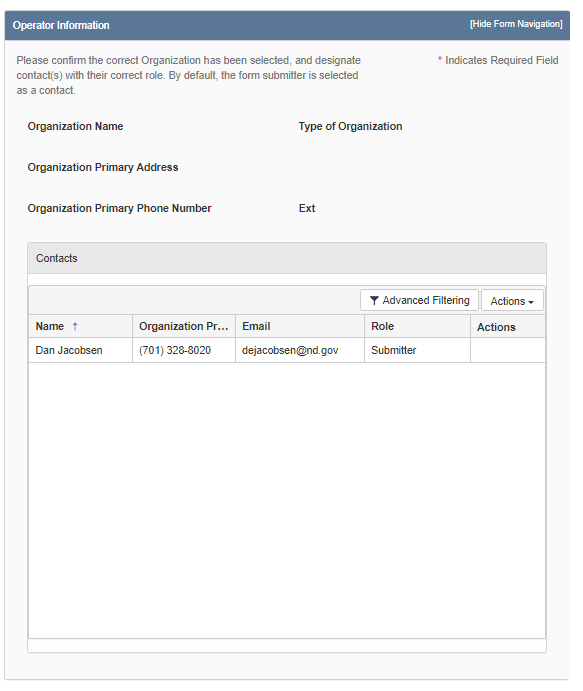 Operator Information
[Hide Form Navigation]
Please confirm the correct Organization has been selected, and designate
contact(s) with their correct role. By default, the form submitter is selected
as a contact.
* Indicates Required Field
Organization Name
Type of Organization
Organization Primary Address
Organization Primary Phone Number
Ext
Contacts
Advanced Filtering
Actions
Name ↑ Organization Pr... Email Role Actions
Dan Jacobsen (701) 328-8020 dejacobsen@nd.gov Submitter